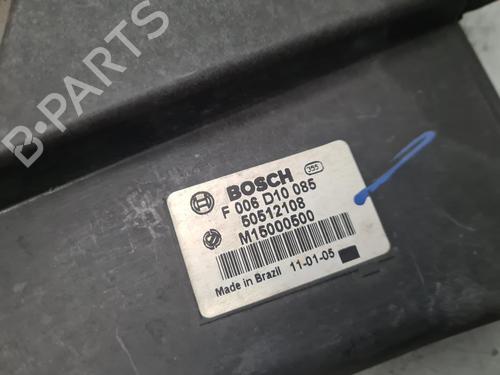 B-PARTS
BOSCH
355
F 006 D10 085
50512108
M15000500
Made in Brazil 11-01-05